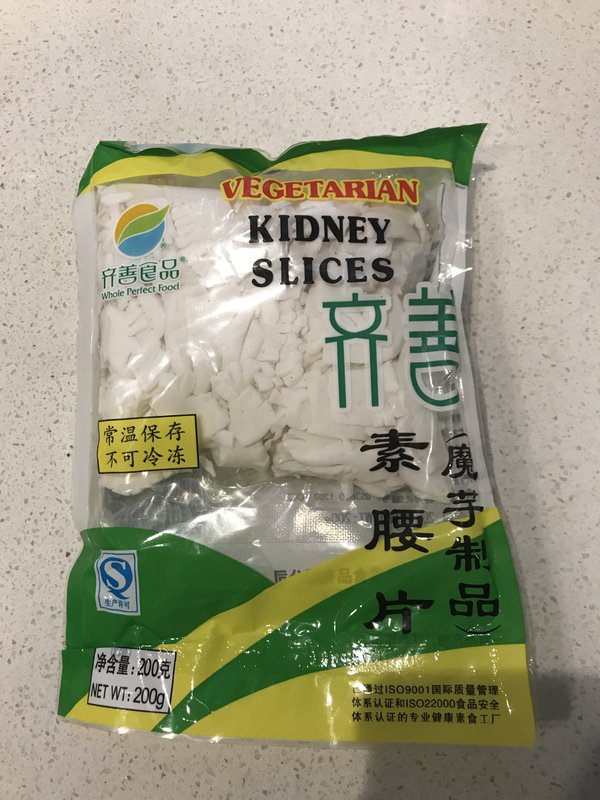 VEGETARIAN
KIDNEY
SLICES
齐善食品®
Whole Perfect Food
齐善
素腰片
(魔芋制品)
常温保存
不可冷冻
QS
生产许可
净含量:200克
NET WT: 200g
已通过ISO9001国际质量管理
体系认证和ISO22000食品安全
体系认证的专业健康素食工厂